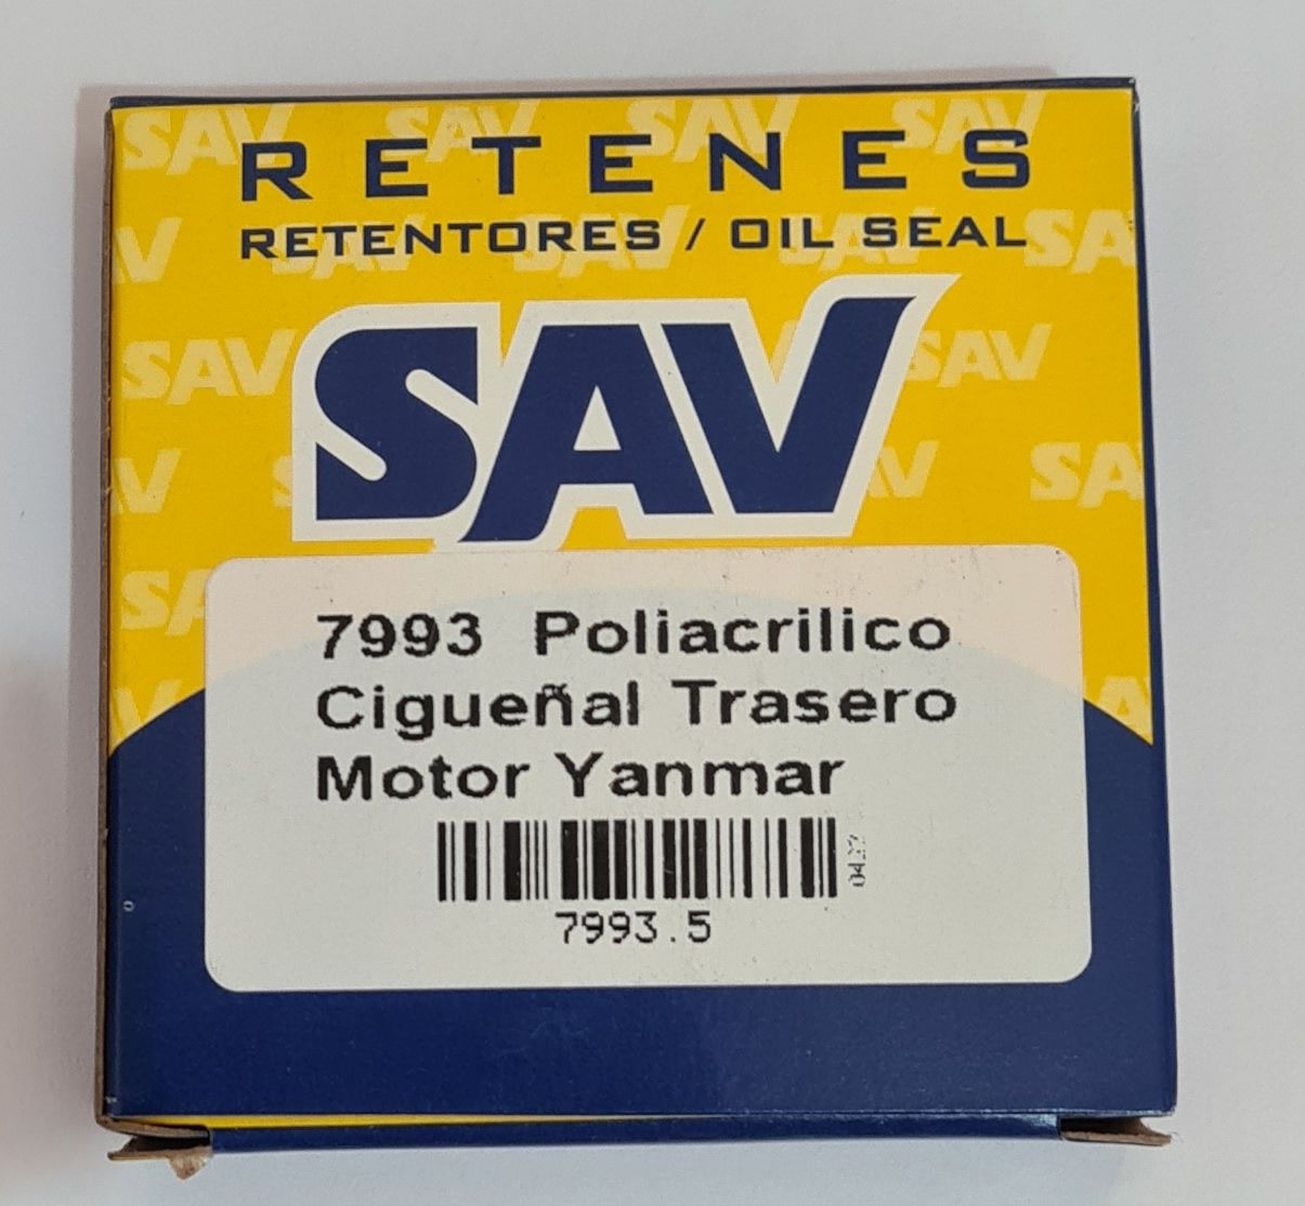 RETENES
RETENTORES / OIL SEAL
SAV
7993 Poliacrilico
Cigueñal Trasero
Motor Yanmar
7993.5